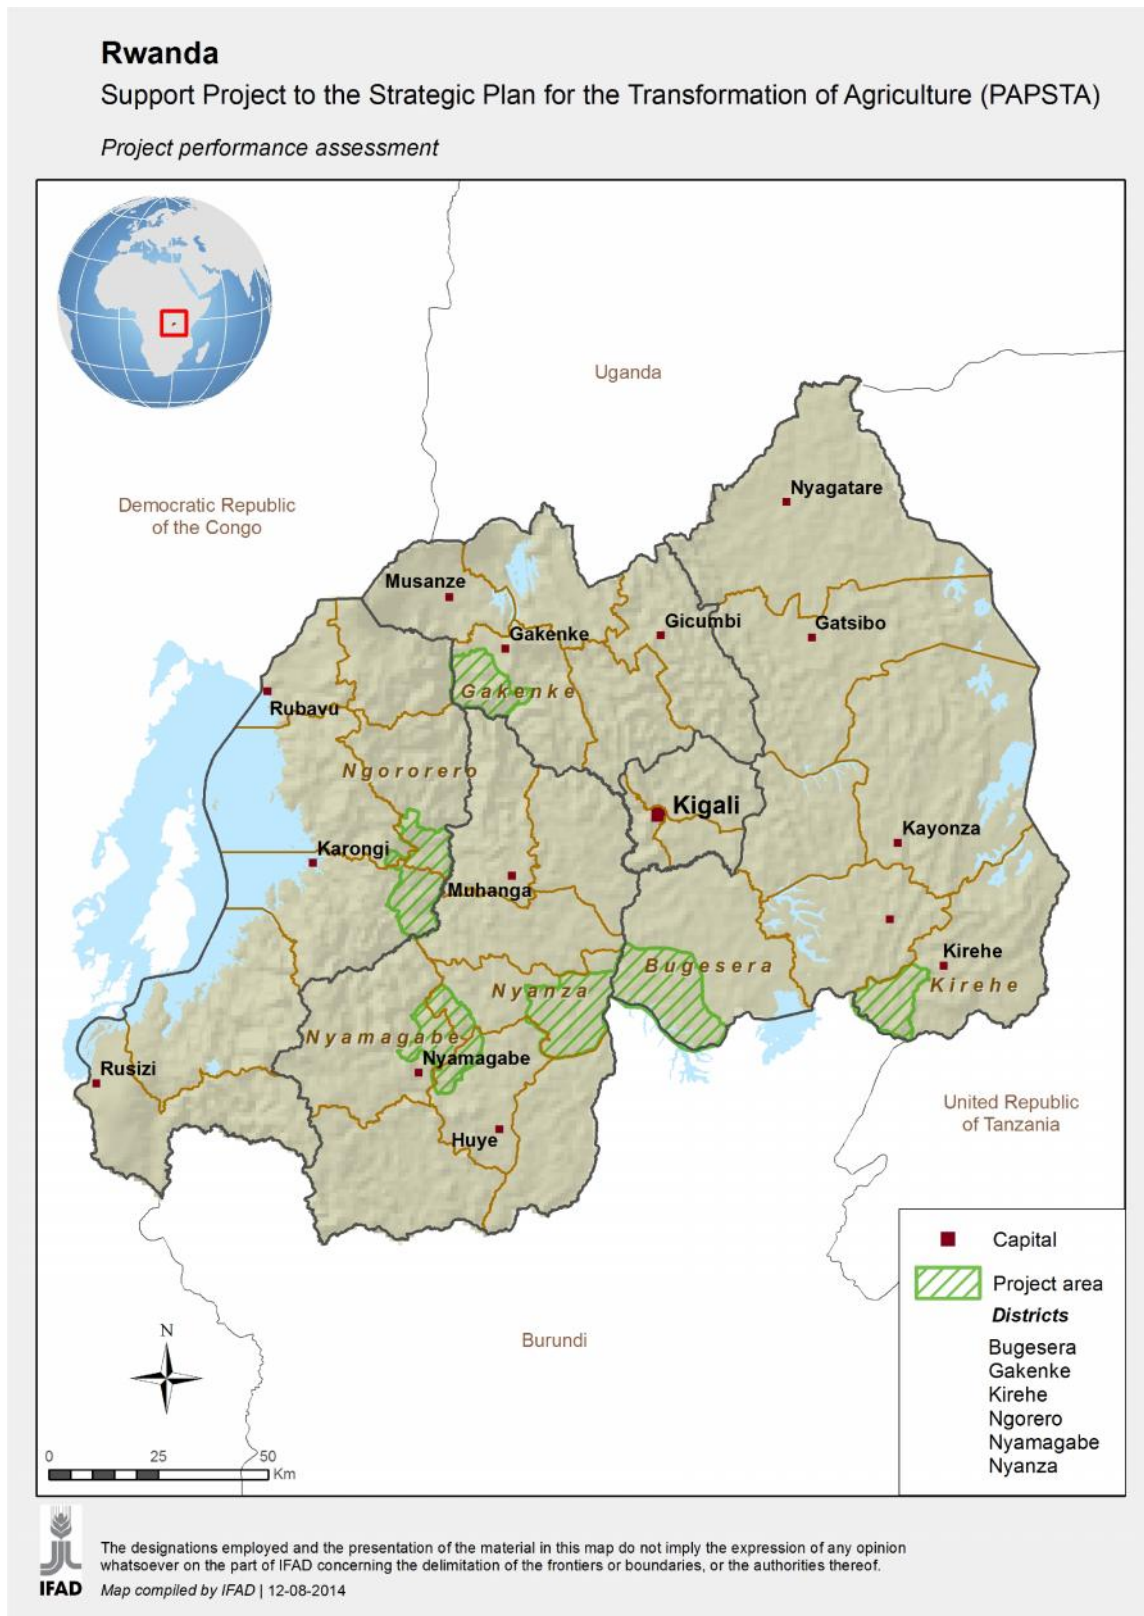 Rwanda
Support Project to the Strategic Plan for the Transformation of Agriculture (PAPSTA)
Project performance assessment
Uganda
Democratic Republic
of the Congo
Nyagatare
Musanze
Gakenke
Gicumbi
Gatsibo
Gakenke
Rubavu
Ngororero
Kigali
Kayonza
Karongi
Muhanga
Kirehe
Bugesera
Kirehe
Nyanza
Nyamagabe
Nyamagabe
Rusizi
Huye
United Republic
of Tanzania
Burundi
Capital
Project area
Districts
Bugesera
Gakenke
Kirehe
Ngorero
Nyamagabe
Nyanza
N
0 25 50
Km
The designations employed and the presentation of the material in this map do not imply the expression of any opinion
whatsoever on the part of IFAD concerning the delimitation of the frontiers or boundaries, or the authorities thereof.
IFAD
Map compiled by IFAD | 12-08-2014